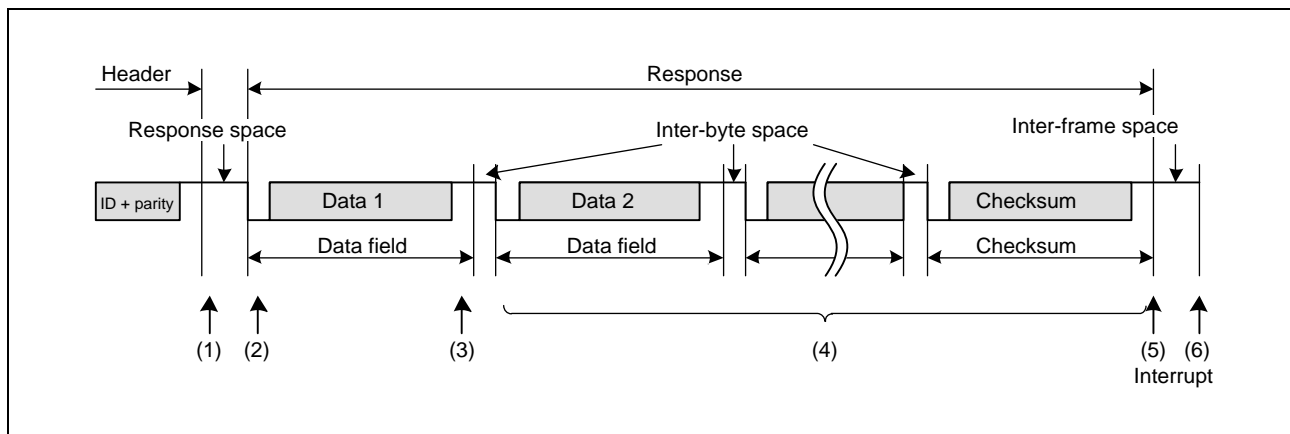 Header
Response
Response space
Inter-byte space
Inter-frame space
ID + parity
Data 1
Data 2
Checksum
Data field
Data field
Checksum
(1)
(2)
(3)
(4)
(5)
(6)
Interrupt